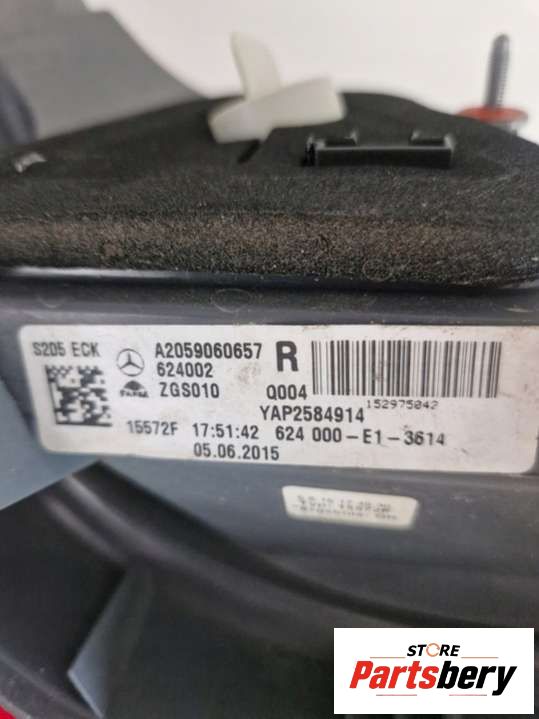 S205 ECK A2059060657 R
624002
ZGS010 Q004
152975042
YAP2584914
15572F 17:51:42 624 000-E1-3614
05.06.2015
STORE
Partsbery